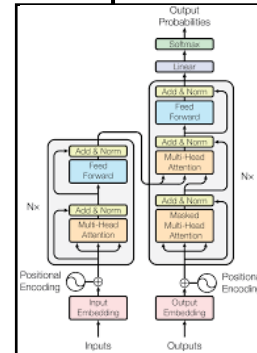 Output
Probabilities
Softmax
Linear
Add & Norm
Feed
Forward
Add & Norm
Multi-Head
Attention
Add & Norm
Masked
Multi-Head
Attention
N×
Add & Norm
Feed
Forward
Add & Norm
Multi-Head
Attention
N×
Positional
Encoding
Positional
Encoding
Input
Embedding
Output
Embedding
Inputs
Outputs